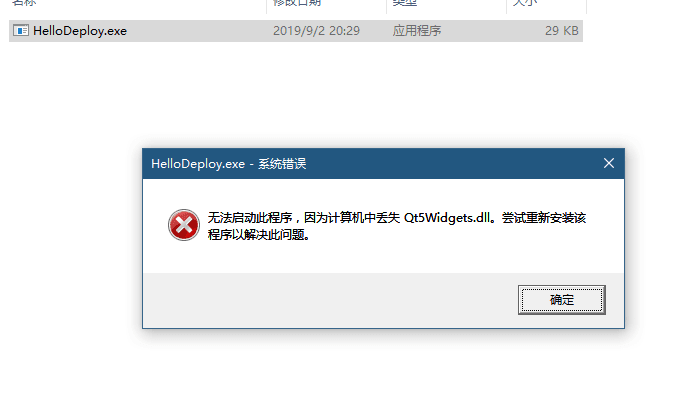 名称 修改日期 类型 大小
HelloDeploy.exe 2019/9/2 20:29 应用程序 29 KB
HelloDeploy.exe - 系统错误
无法启动此程序，因为计算机中丢失 Qt5Widgets.dll。尝试重新安装该
程序以解决此问题。
确定